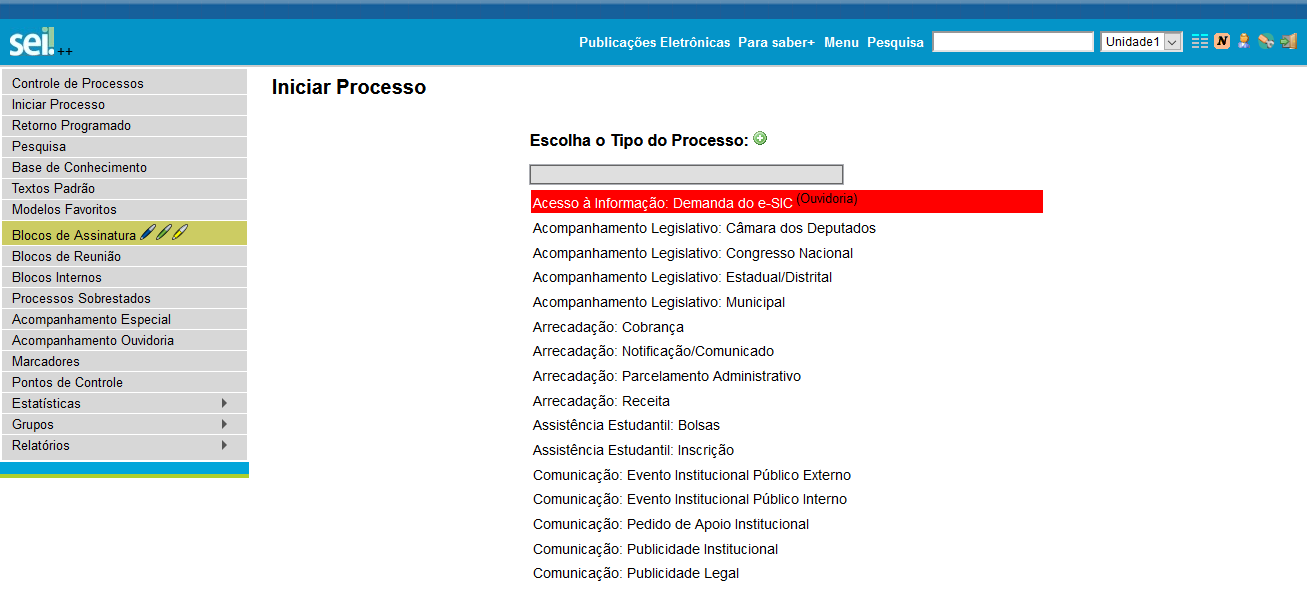 sei! ++
Publicações Eletrônicas Para saber+ Menu Pesquisa Unidade1 N
Controle de Processos
Iniciar Processo
Retorno Programado
Pesquisa
Base de Conhecimento
Textos Padrão
Modelos Favoritos
Blocos de Assinatura
Blocos de Reunião
Blocos Internos
Processos Sobrestados
Acompanhamento Especial
Acompanhamento Ouvidoria
Marcadores
Pontos de Controle
Estatísticas
Grupos
Relatórios
Iniciar Processo
Escolha o Tipo do Processo:
Acesso à Informação: Demanda do e-SIC (Ouvidoria)
Acompanhamento Legislativo: Câmara dos Deputados
Acompanhamento Legislativo: Congresso Nacional
Acompanhamento Legislativo: Estadual/Distrital
Acompanhamento Legislativo: Municipal
Arrecadação: Cobrança
Arrecadação: Notificação/Comunicado
Arrecadação: Parcelamento Administrativo
Arrecadação: Receita
Assistência Estudantil: Bolsas
Assistência Estudantil: Inscrição
Comunicação: Evento Institucional Público Externo
Comunicação: Evento Institucional Público Interno
Comunicação: Pedido de Apoio Institucional
Comunicação: Publicidade Institucional
Comunicação: Publicidade Legal